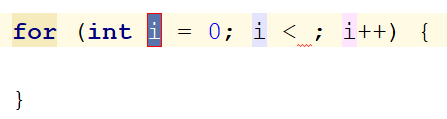 for (int i = 0; i < ; i++) {
}